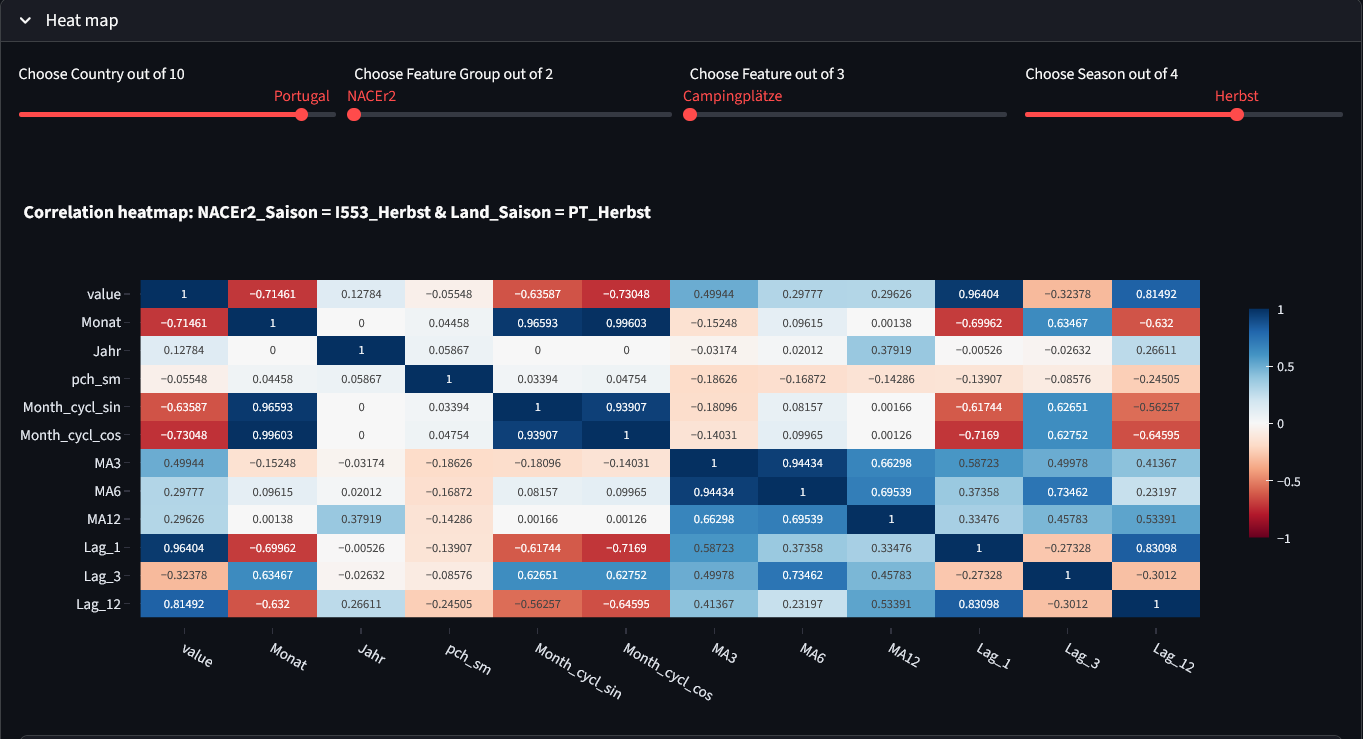 Heat map
Choose Country out of 10 Choose Feature Group out of 2 Choose Feature out of 3 Choose Season out of 4
Portugal NACEr2 Campingplätze Herbst
Correlation heatmap: NACEr2_Saison = I553_Herbst & Land_Saison = PT_Herbst
value 1 −0.71461 0.12784 −0.05548 −0.63587 −0.73048 0.49944 0.29777 0.29626 0.96404 −0.32378 0.81492
Monat −0.71461 1 0 0.04458 0.96593 0.99603 −0.15248 0.09615 0.00138 −0.69962 0.63467 −0.632
Jahr 0.12784 0 1 0.05867 0 0 −0.03174 0.02012 0.37919 −0.00526 −0.02632 0.26611
pch_sm −0.05548 0.04458 0.05867 1 0.03394 0.04754 −0.18626 −0.16872 −0.14286 −0.13907 −0.08576 −0.24505
Month_cycl_sin −0.63587 0.96593 0 0.03394 1 0.93907 −0.18096 0.08157 0.00166 −0.61744 0.62651 −0.56257
Month_cycl_cos −0.73048 0.99603 0 0.04754 0.93907 1 −0.14031 0.09965 0.00126 −0.7169 0.62752 −0.64595
MA3 0.49944 −0.15248 −0.03174 −0.18626 −0.18096 −0.14031 1 0.94434 0.66298 0.58723 0.49978 0.41367
MA6 0.29777 0.09615 0.02012 −0.16872 0.08157 0.09965 0.94434 1 0.69539 0.37358 0.73462 0.23197
MA12 0.29626 0.00138 0.37919 −0.14286 0.00166 0.00126 0.66298 0.69539 1 0.33476 0.45783 0.53391
Lag_1 0.96404 −0.69962 −0.00526 −0.13907 −0.61744 −0.7169 0.58723 0.37358 0.33476 1 −0.27328 0.83098
Lag_3 −0.32378 0.63467 −0.02632 −0.08576 0.62651 0.62752 0.49978 0.73462 0.45783 −0.27328 1 −0.3012
Lag_12 0.81492 −0.632 0.26611 −0.24505 −0.56257 −0.64595 0.41367 0.23197 0.53391 0.83098 −0.3012 1
value Monat Jahr pch_sm Month_cycl_sin Month_cycl_cos MA3 MA6 MA12 Lag_1 Lag_3 Lag_12
1
0.5
0
−0.5
−1